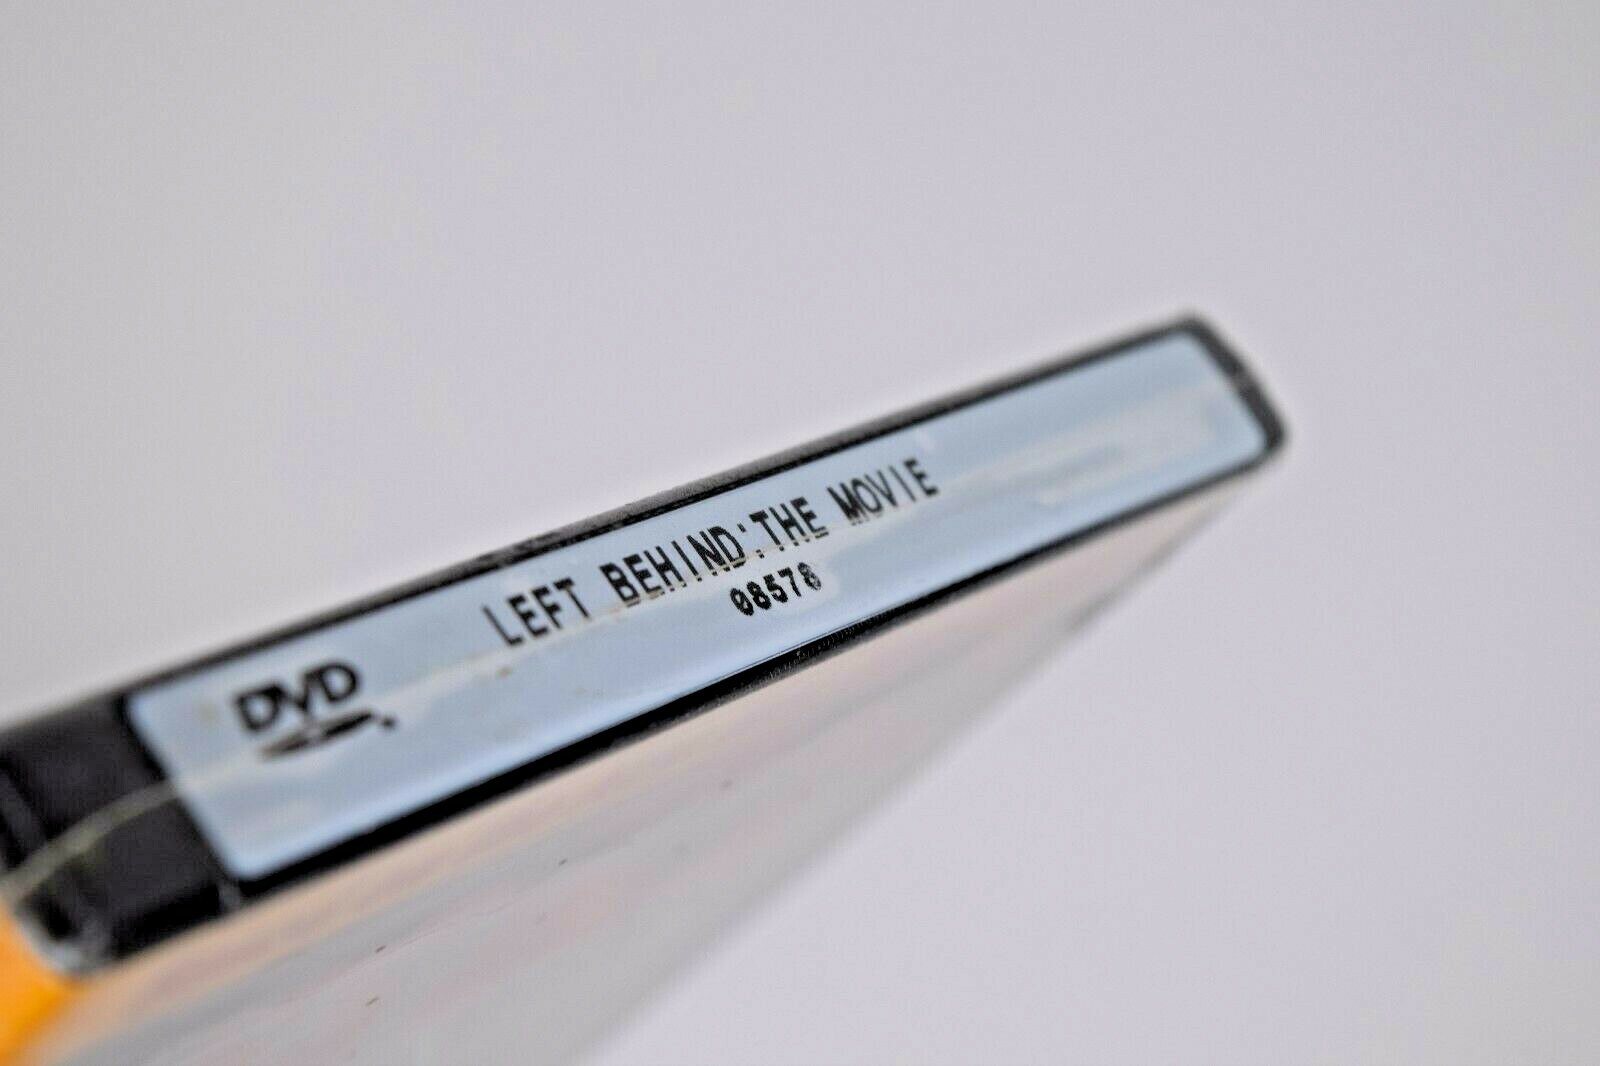 DVD
LEFT BEHIND:THE MOVIE
08578